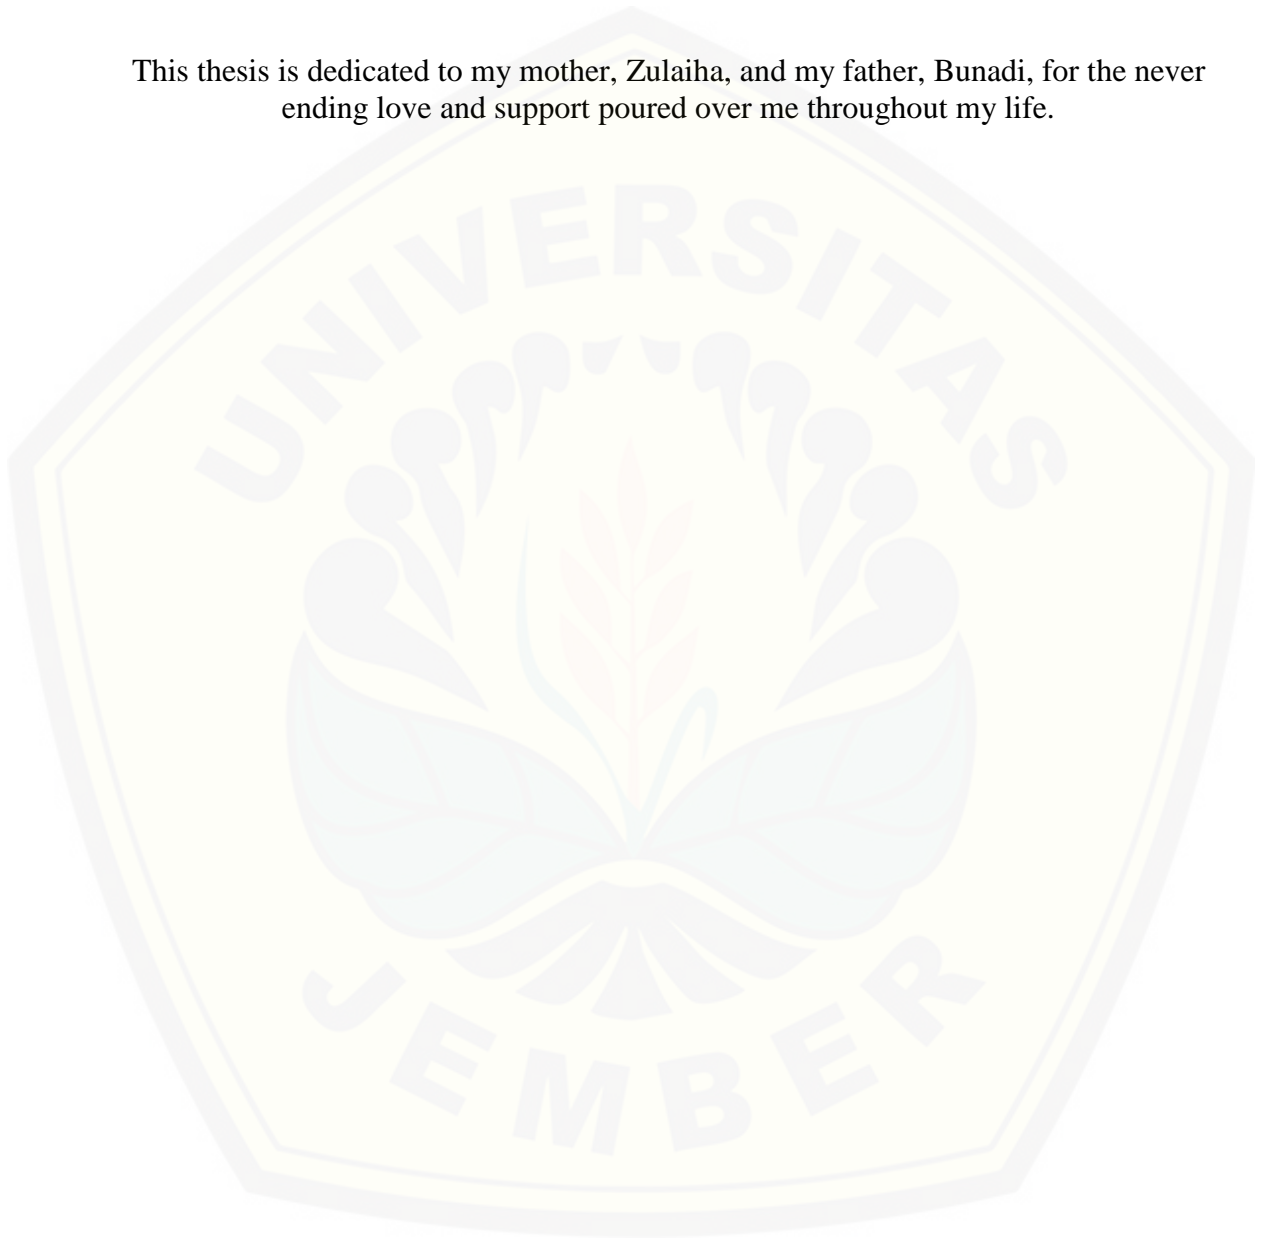 This thesis is dedicated to my mother, Zulaiha, and my father, Bunadi, for the never
ending love and support poured over me throughout my life.
UNIVERSITAS
JEMBER